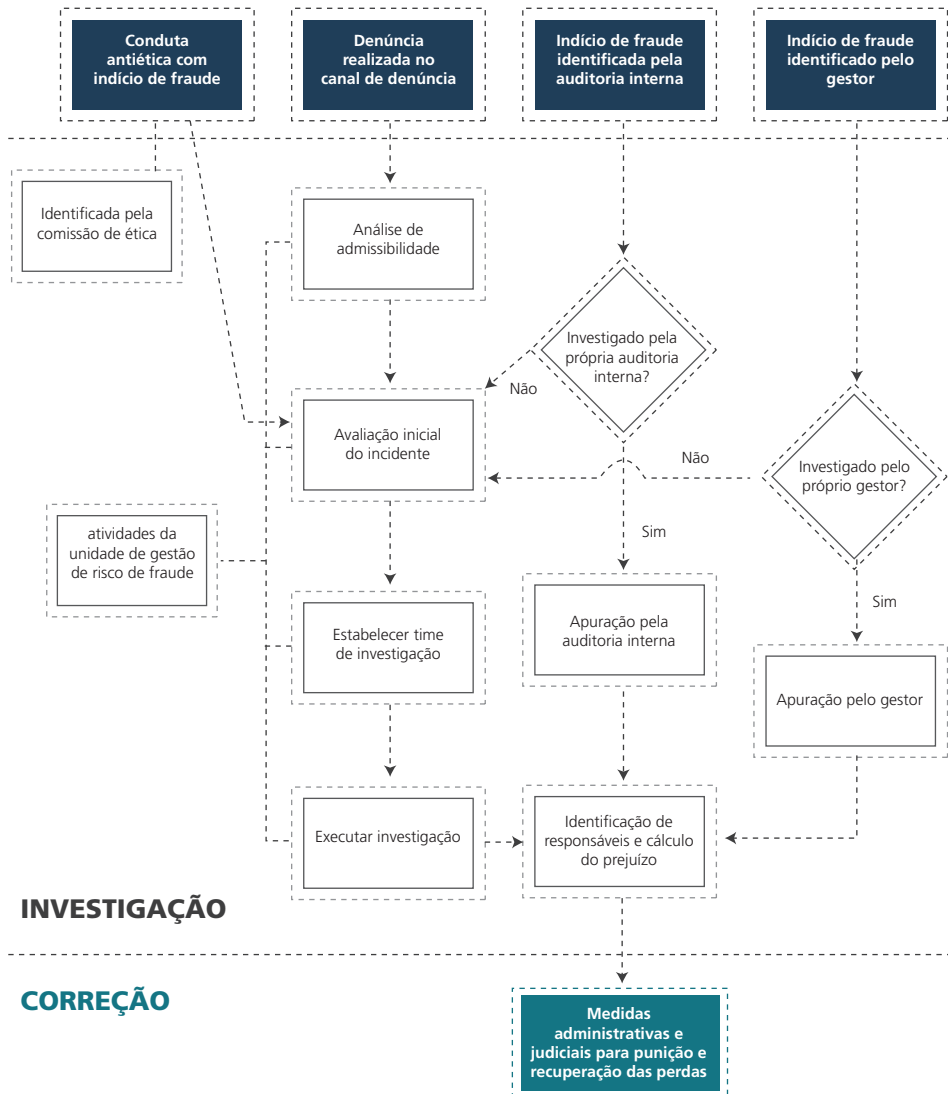 Conduta
antiética com
indício de fraude
Denúncia
realizada no
canal de denúncia
Indício de fraude
identificada pela
auditoria interna
Indício de fraude
identificado pelo
gestor
Identificada pela
comissão de ética
Análise de
admissibilidade
Investigado pela
própria auditoria
interna?
Não
Avaliação inicial
do incidente
Não
Investigado pelo
próprio gestor?
atividades da
unidade de gestão
de risco de fraude
Sim
Sim
Estabelecer time
de investigação
Apuração pela
auditoria interna
Apuração pelo gestor
Executar investigação
Identificação de
responsáveis e cálculo
do prejuízo
INVESTIGAÇÃO
CORREÇÃO
Medidas
administrativas e
judiciais para punição e
recuperação das perdas